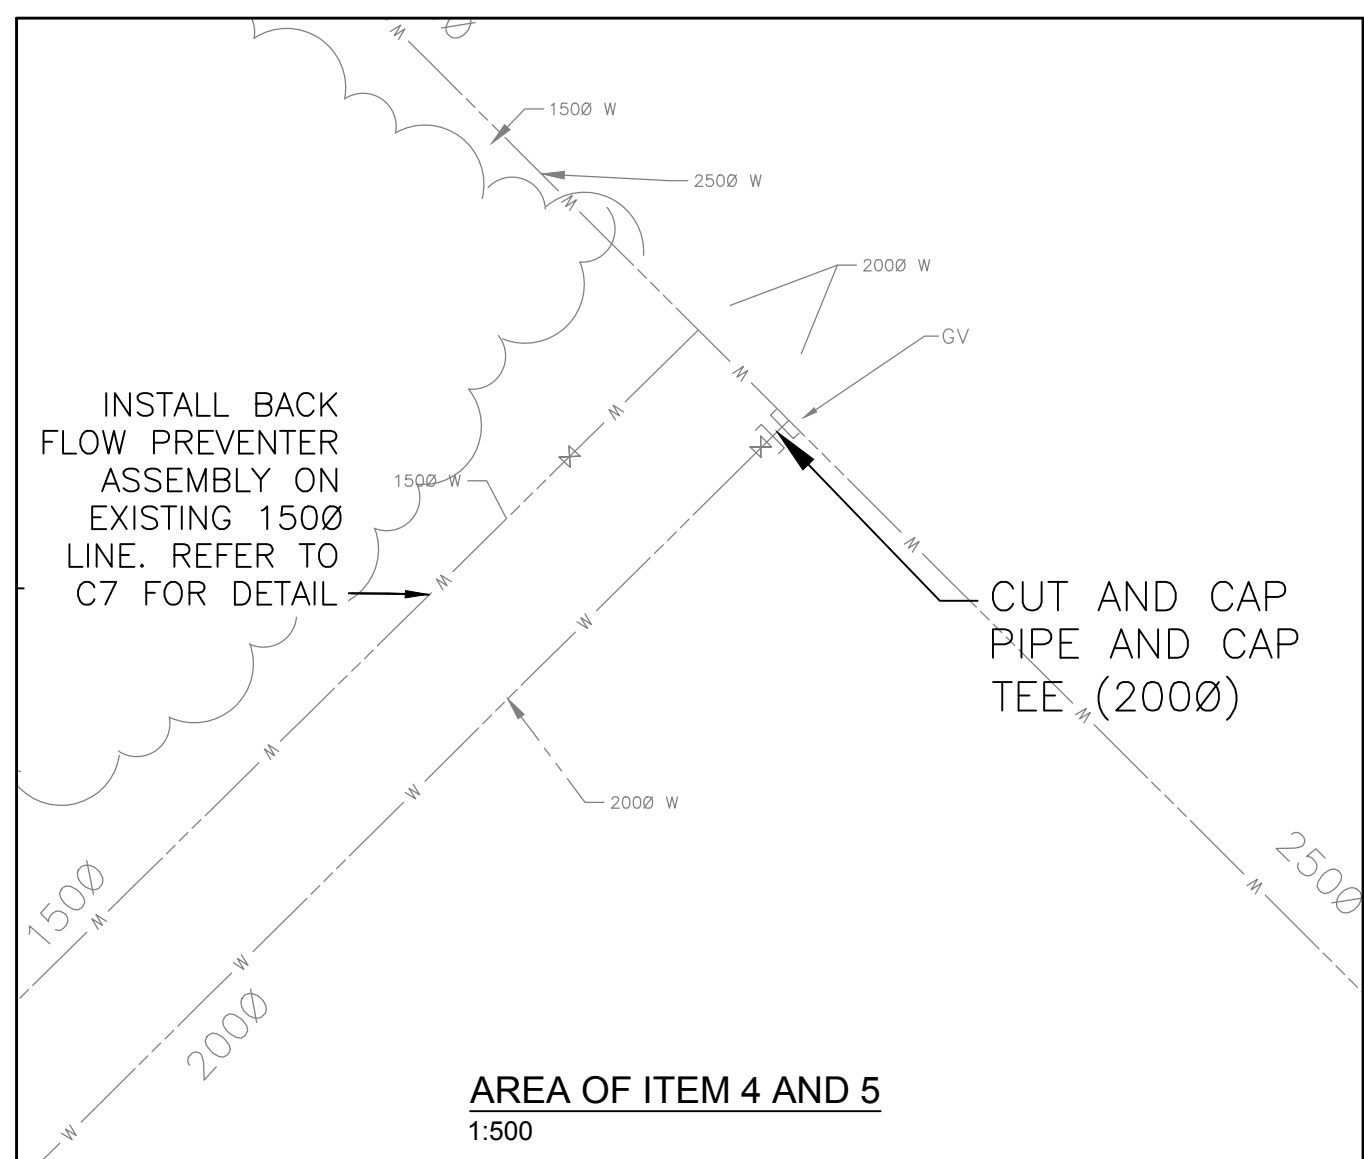 Ø
W
150Ø W
250Ø W
W
200Ø W
GV
W
W
INSTALL BACK
FLOW PREVENTER
ASSEMBLY ON
EXISTING 150Ø
LINE. REFER TO
C7 FOR DETAIL
150Ø W
W
W
CUT AND CAP
PIPE AND CAP
TEE (200Ø)
W
W
W
W
200Ø W
150Ø
W
W
250Ø
W
200Ø
W
AREA OF ITEM 4 AND 5
1:500